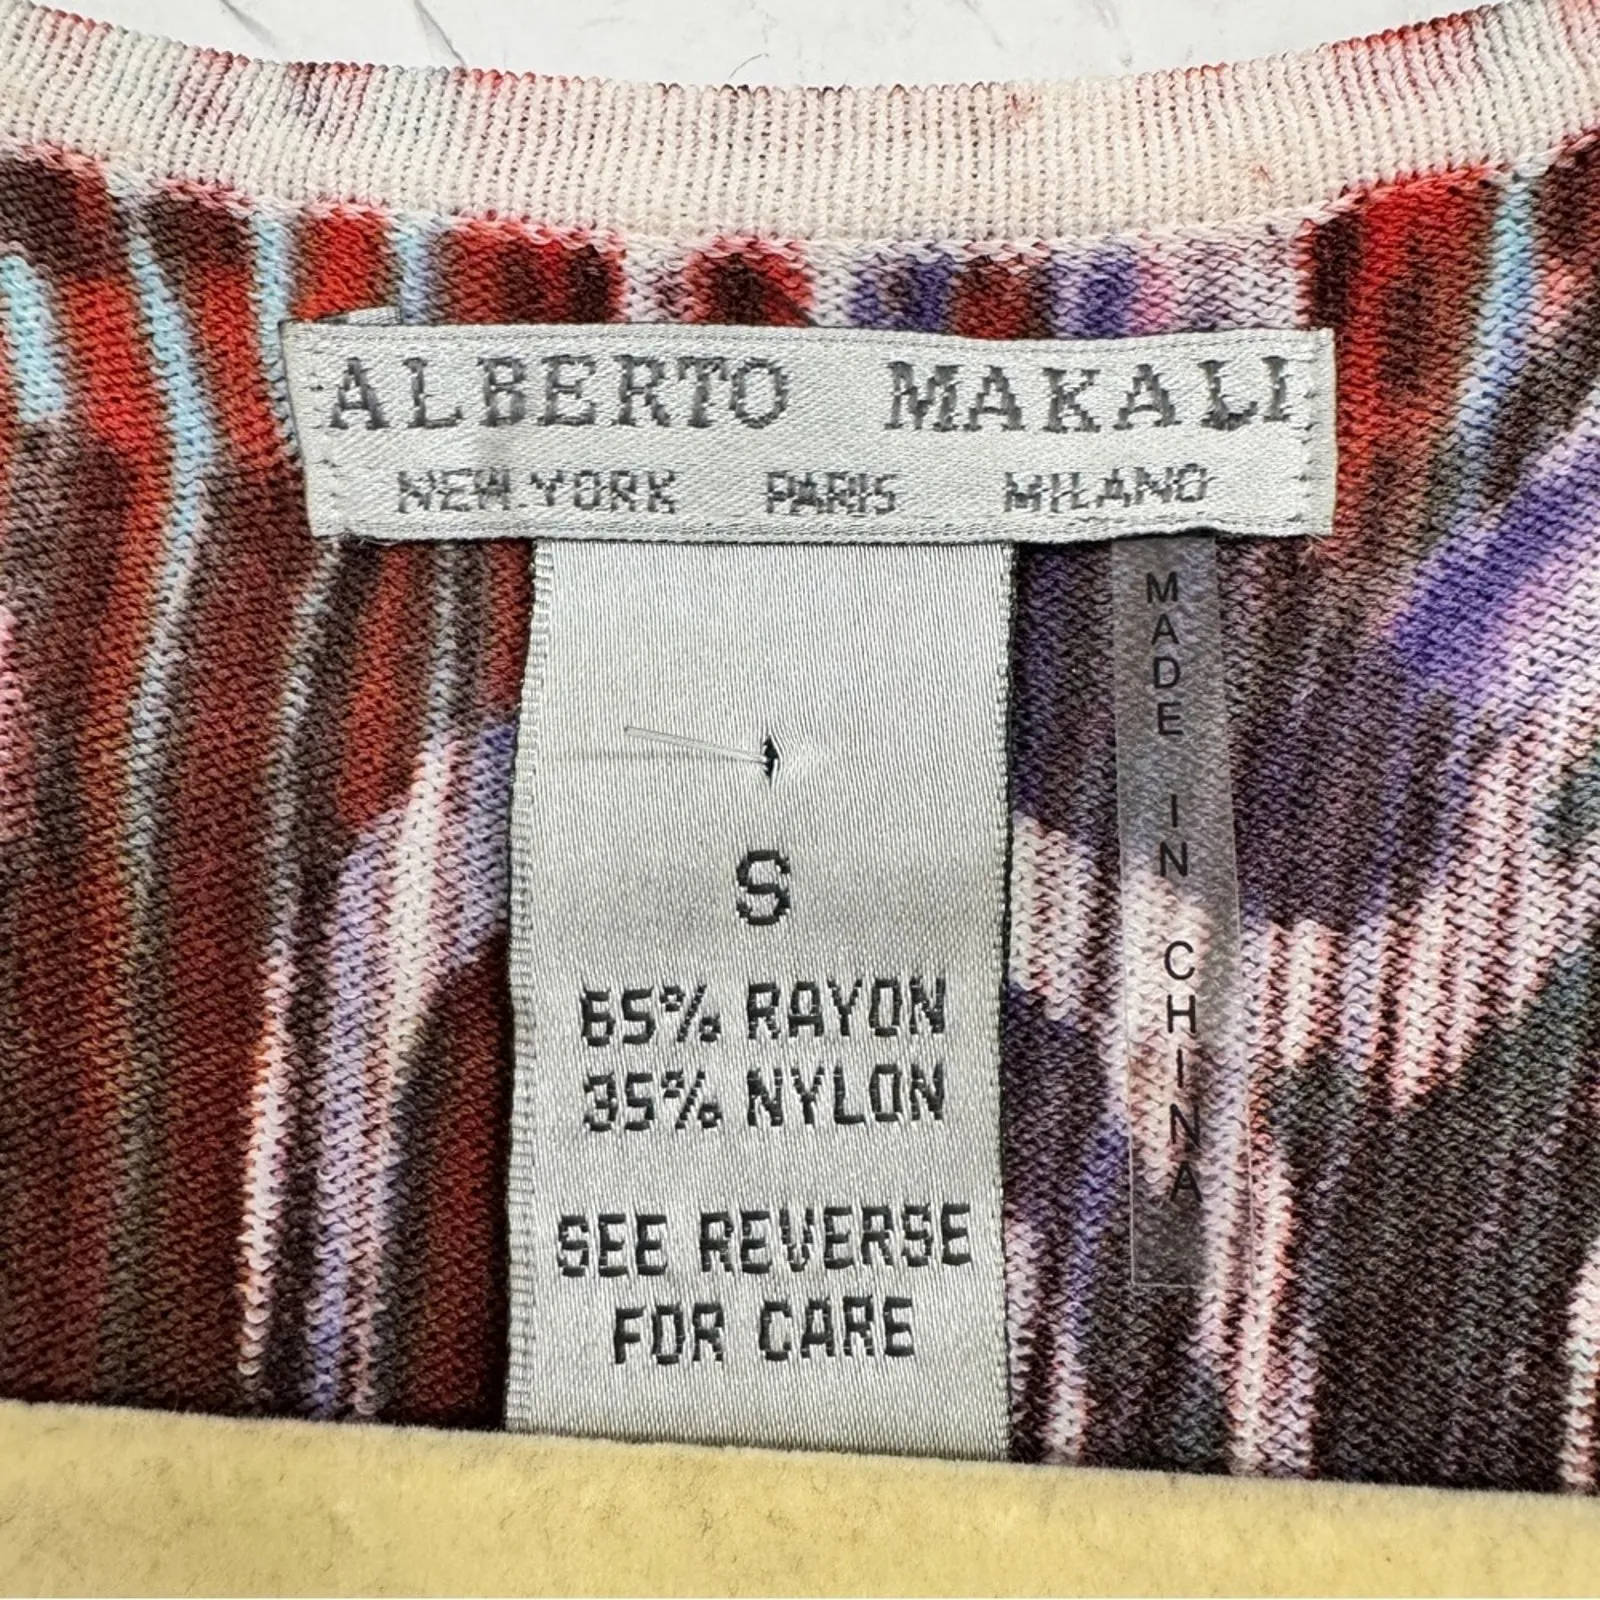 ALBERTO MAKALI
NEW YORK PARIS MILANO
S
65% RAYON
35% NYLON
SEE REVERSE
FOR CARE
MADE IN CHINA